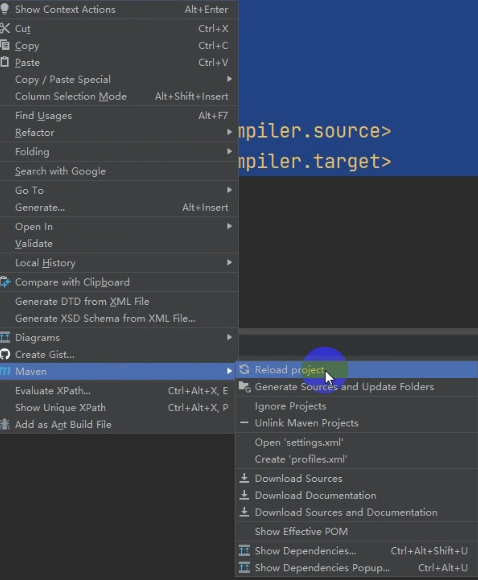 Show Context Actions Alt+Enter
Cut Ctrl+X
Copy Ctrl+C
Paste Ctrl+V
Copy / Paste Special
Column Selection Mode Alt+Shift+Insert
Find Usages Alt+F7
Refactor
mpiler.source>
Folding
mpiler.target>
Search with Google
Go To
Generate... Alt+Insert
Open In
Validate
Local History
Compare with Clipboard
Generate DTD from XML File
Generate XSD Schema from XML File...
Diagrams
Create Gist...
Maven
Evaluate XPath... Ctrl+Alt+X, E
Show Unique XPath Ctrl+Alt+X, P
Add as Ant Build File
Reload project
Generate Sources and Update Folders
Ignore Projects
Unlink Maven Projects
Open 'settings.xml'
Create 'profiles.xml'
Download Sources
Download Documentation
Download Sources and Documentation
Show Effective POM
Show Dependencies... Ctrl+Alt+Shift+U
Show Dependencies Popup... Ctrl+Alt+U